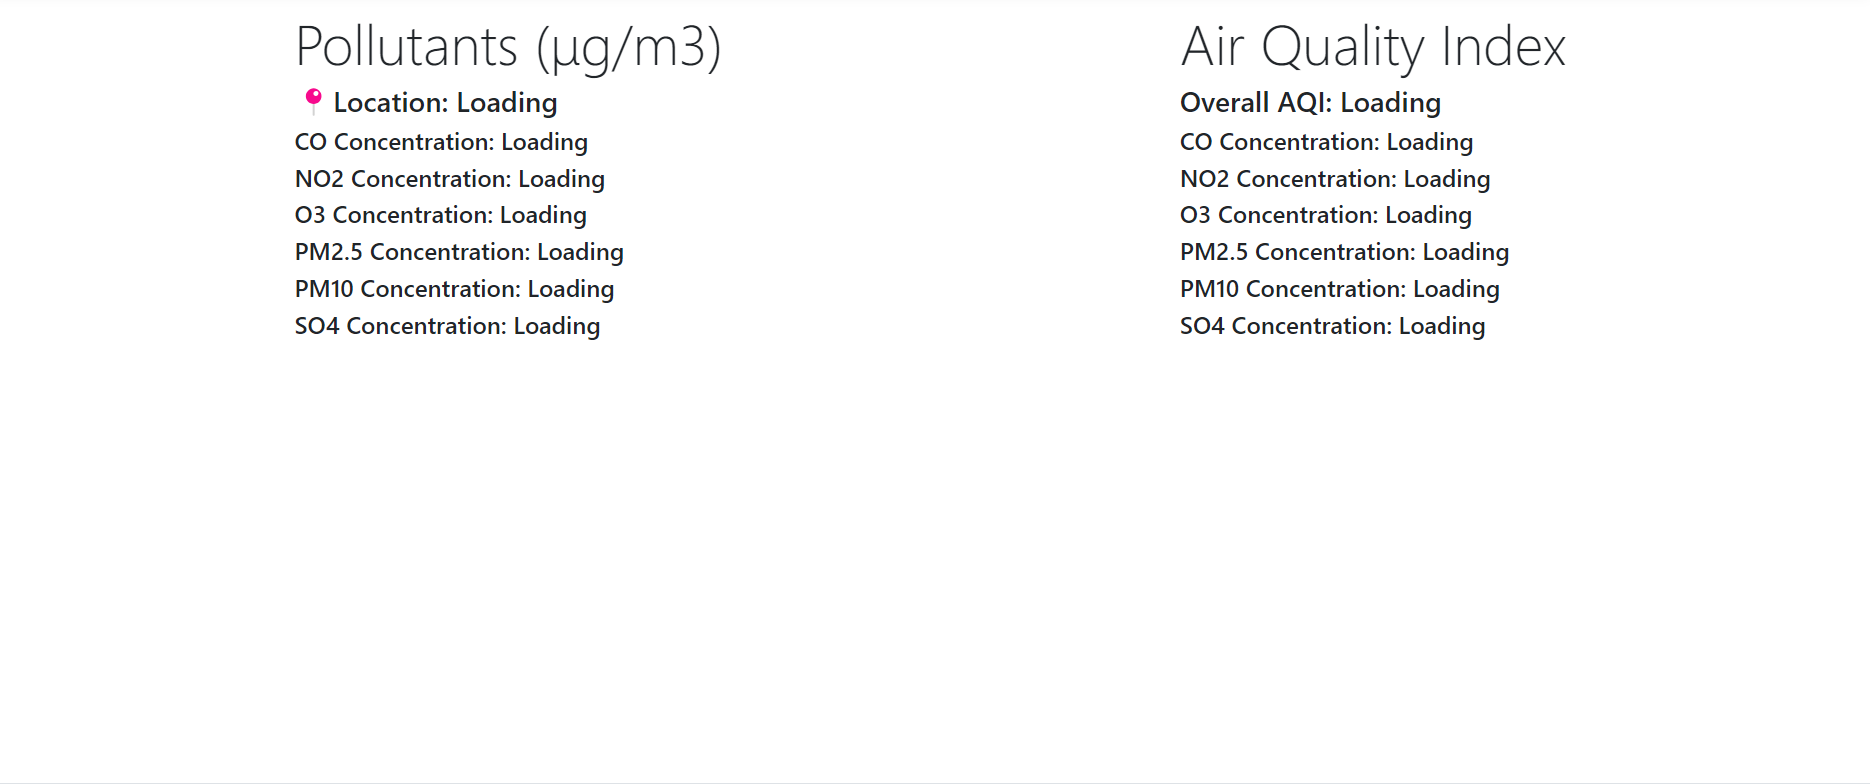 Pollutants (µg/m3)
Location: Loading
CO Concentration: Loading
NO2 Concentration: Loading
O3 Concentration: Loading
PM2.5 Concentration: Loading
PM10 Concentration: Loading
SO4 Concentration: Loading
Air Quality Index
Overall AQI: Loading
CO Concentration: Loading
NO2 Concentration: Loading
O3 Concentration: Loading
PM2.5 Concentration: Loading
PM10 Concentration: Loading
SO4 Concentration: Loading